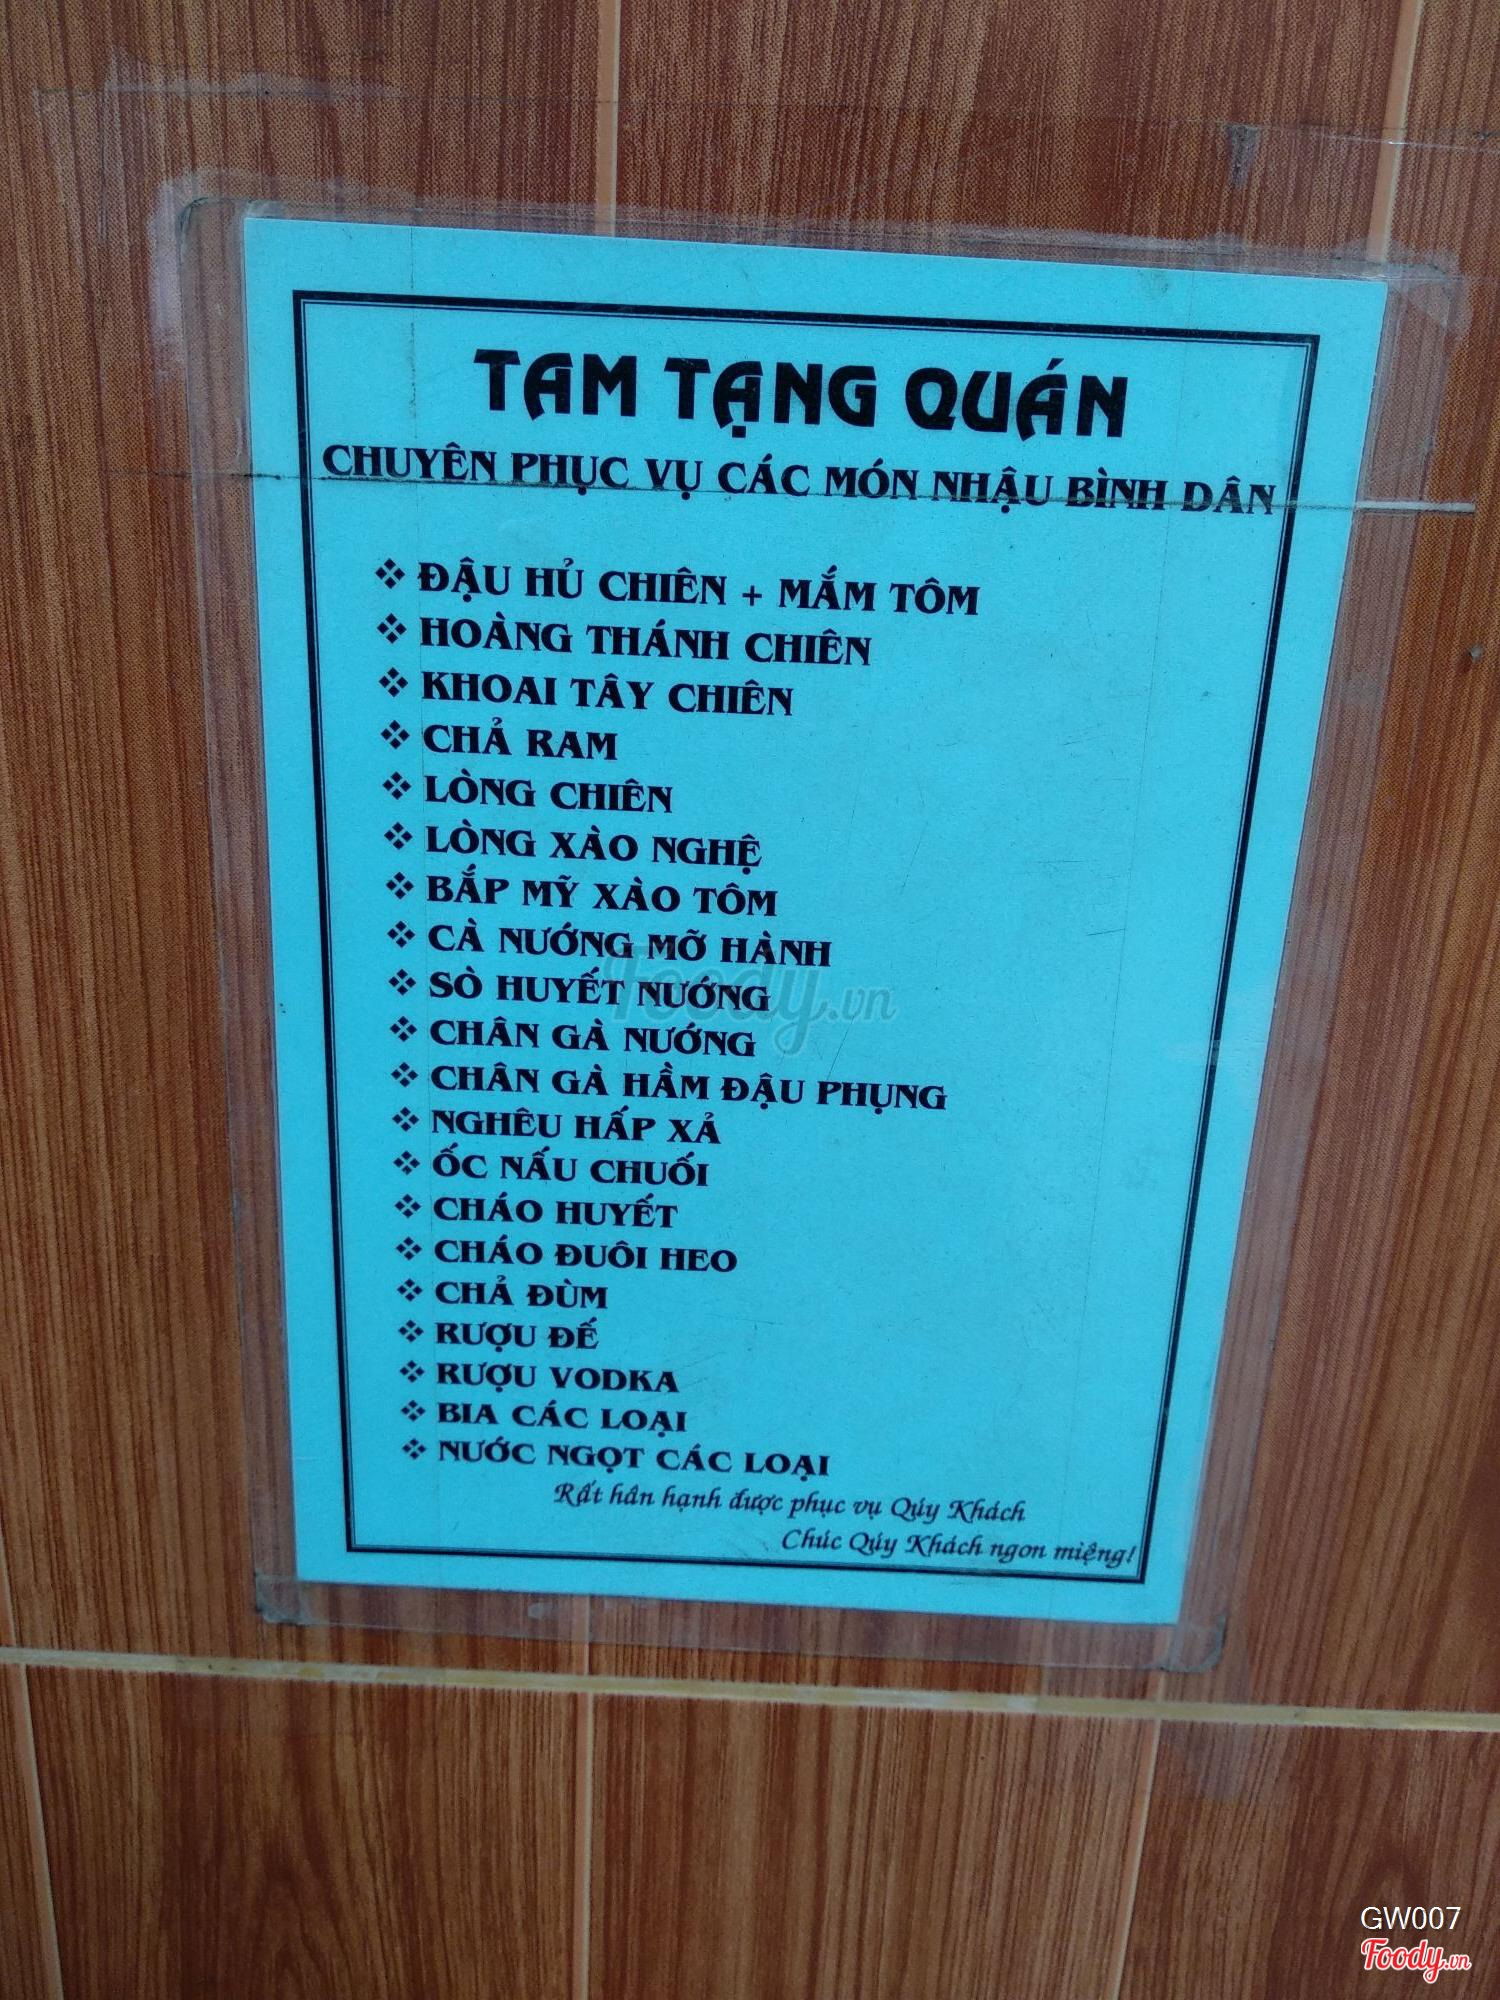 TAM TẠNG QUÁN
CHUYÊN PHỤC VỤ CÁC MÓN NHẬU BÌNH DÂN
❖ ĐẬU HỦ CHIÊN + MẮM TÔM
❖ HOÀNG THÁNH CHIÊN
❖ KHOAI TÂY CHIÊN
❖ CHẢ RAM
❖ LÒNG CHIÊN
❖ LÒNG XÀO NGHỆ
❖ BẮP MỸ XÀO TÔM
❖ CÀ NƯỚNG MỠ HÀNH
❖ SÒ HUYẾT NƯỚNG
❖ CHÂN GÀ NƯỚNG
❖ CHÂN GÀ HẦM ĐẬU PHỤNG
❖ NGHÊU HẤP XẢ
❖ ỐC NẤU CHUỐI
❖ CHÁO HUYẾT
❖ CHÁO ĐUÔI HEO
❖ CHẢ ĐÙM
❖ RƯỢU ĐẾ
❖ RƯỢU VODKA
❖ BIA CÁC LOẠI
❖ NƯỚC NGỌT CÁC LOẠI
Rất hân hạnh được phục vụ Qúy Khách
Chúc Qúy Khách ngon miệng!
Foody.vn
GW007
Foody.vn